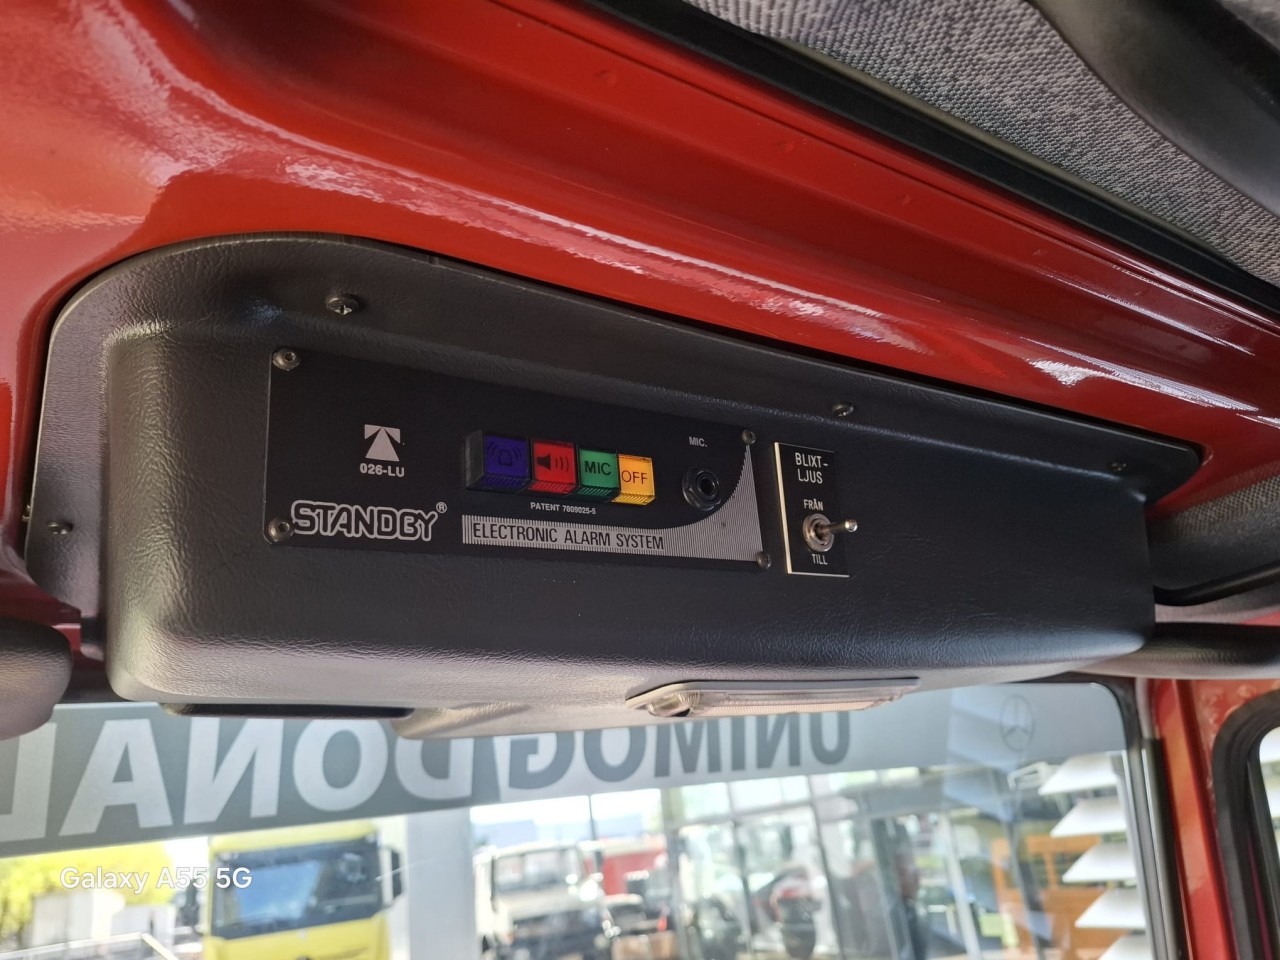 026-LU
STANDBY®
MIC
OFF
PATENT 7809025-5
ELECTRONIC ALARM SYSTEM
MIC.
BLIXT-
LJUS
FRÅN
TILL
UNIMOG DONAL
Galaxy A55 5G